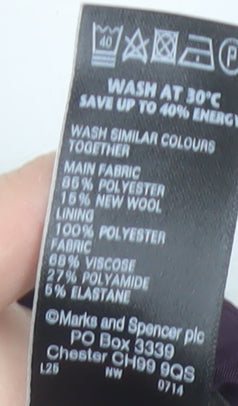 40 P
WASH AT 30°C
SAVE UP TO 40% ENERGY
WASH SIMILAR COLOURS
TOGETHER
MAIN FABRIC
85% POLYESTER
15% NEW WOOL
LINING
100% POLYESTER
FABRIC
68% VISCOSE
27% POLYAMIDE
5% ELASTANE
©Marks and Spencer plc
PO Box 3339
Chester CH99 9QS
L25 NW 0714